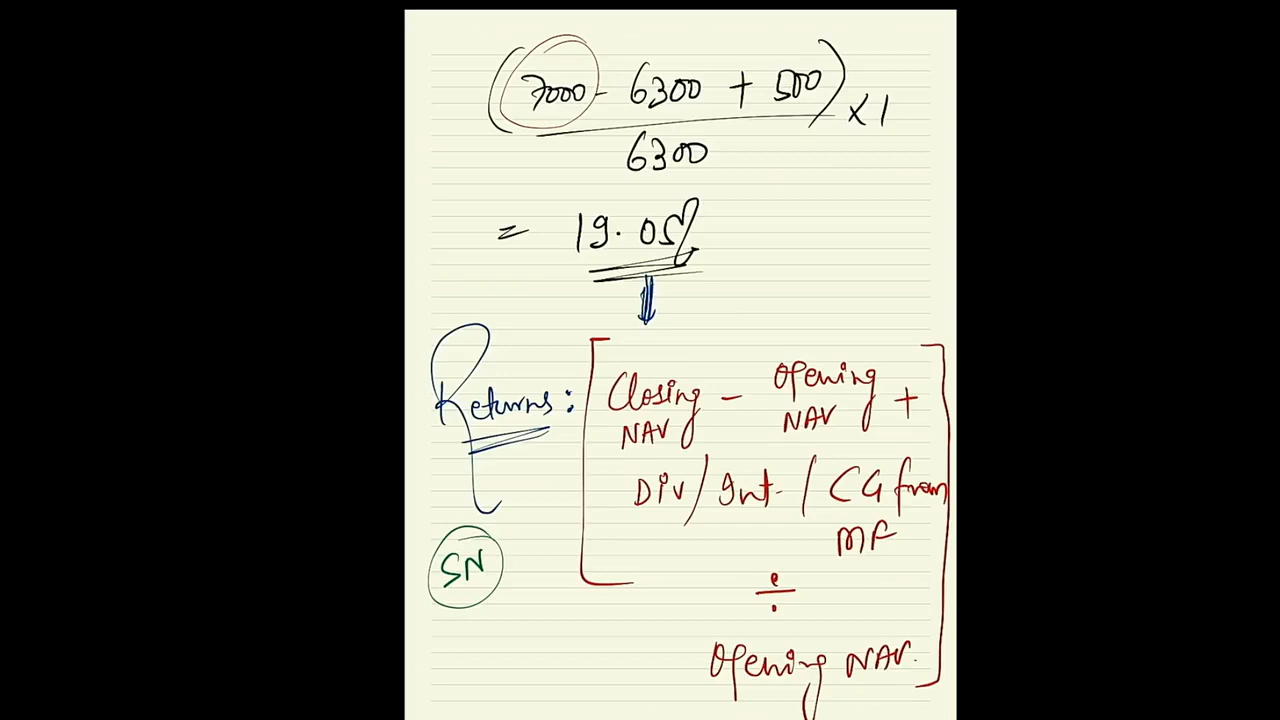 (7000 - 6300 + 500) × 1
6300
= 19.05%
Returns: [Closing NAV - Opening NAV +
Div / Int. / CG from MF
÷
Opening NAV.]
SN